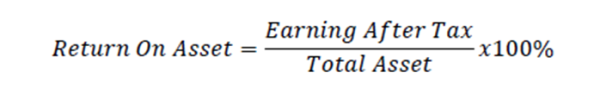 Return On Asset = Earning After Tax / Total Asset x100%